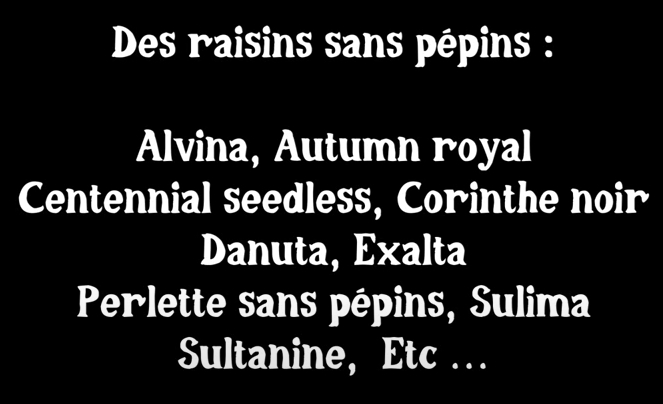 Des raisins sans pépins :
Alvina, Autumn royal
Centennial seedless, Corinthe noir
Danuta, Exalta
Perlette sans pépins, Sulima
Sultanine, Etc ...